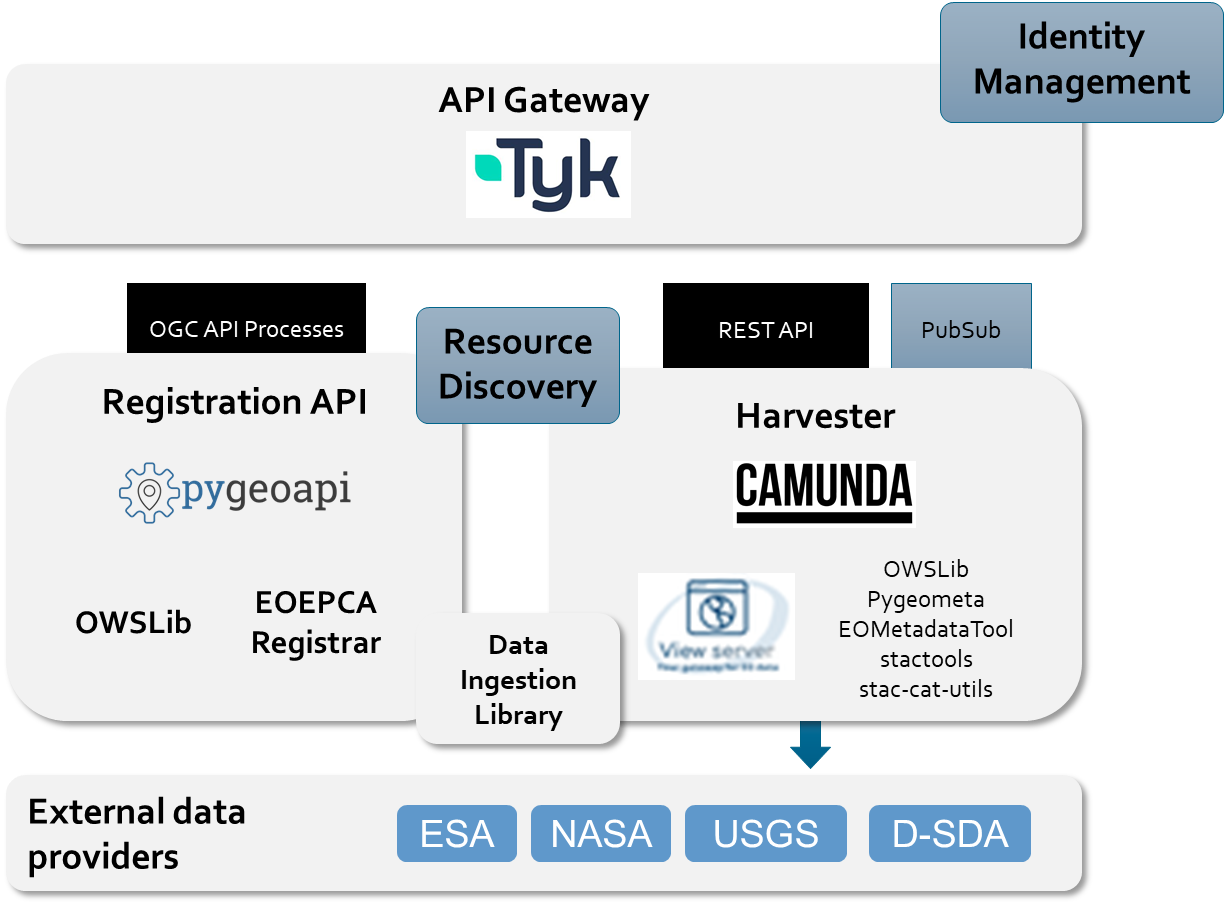 Identity
Management
API Gateway
Tyk
OGC API Processes
Resource
Discovery
REST API
PubSub
Registration API
pygeoapi
OWSLib
EOEPCA
Registrar
Harvester
CAMUNDA
View server
Your gateway for EO data
OWSLib
Pygeometa
EOMetadataTool
stactools
stac-cat-utils
Data
Ingestion
Library
External data
providers
ESA
NASA
USGS
D-SDA